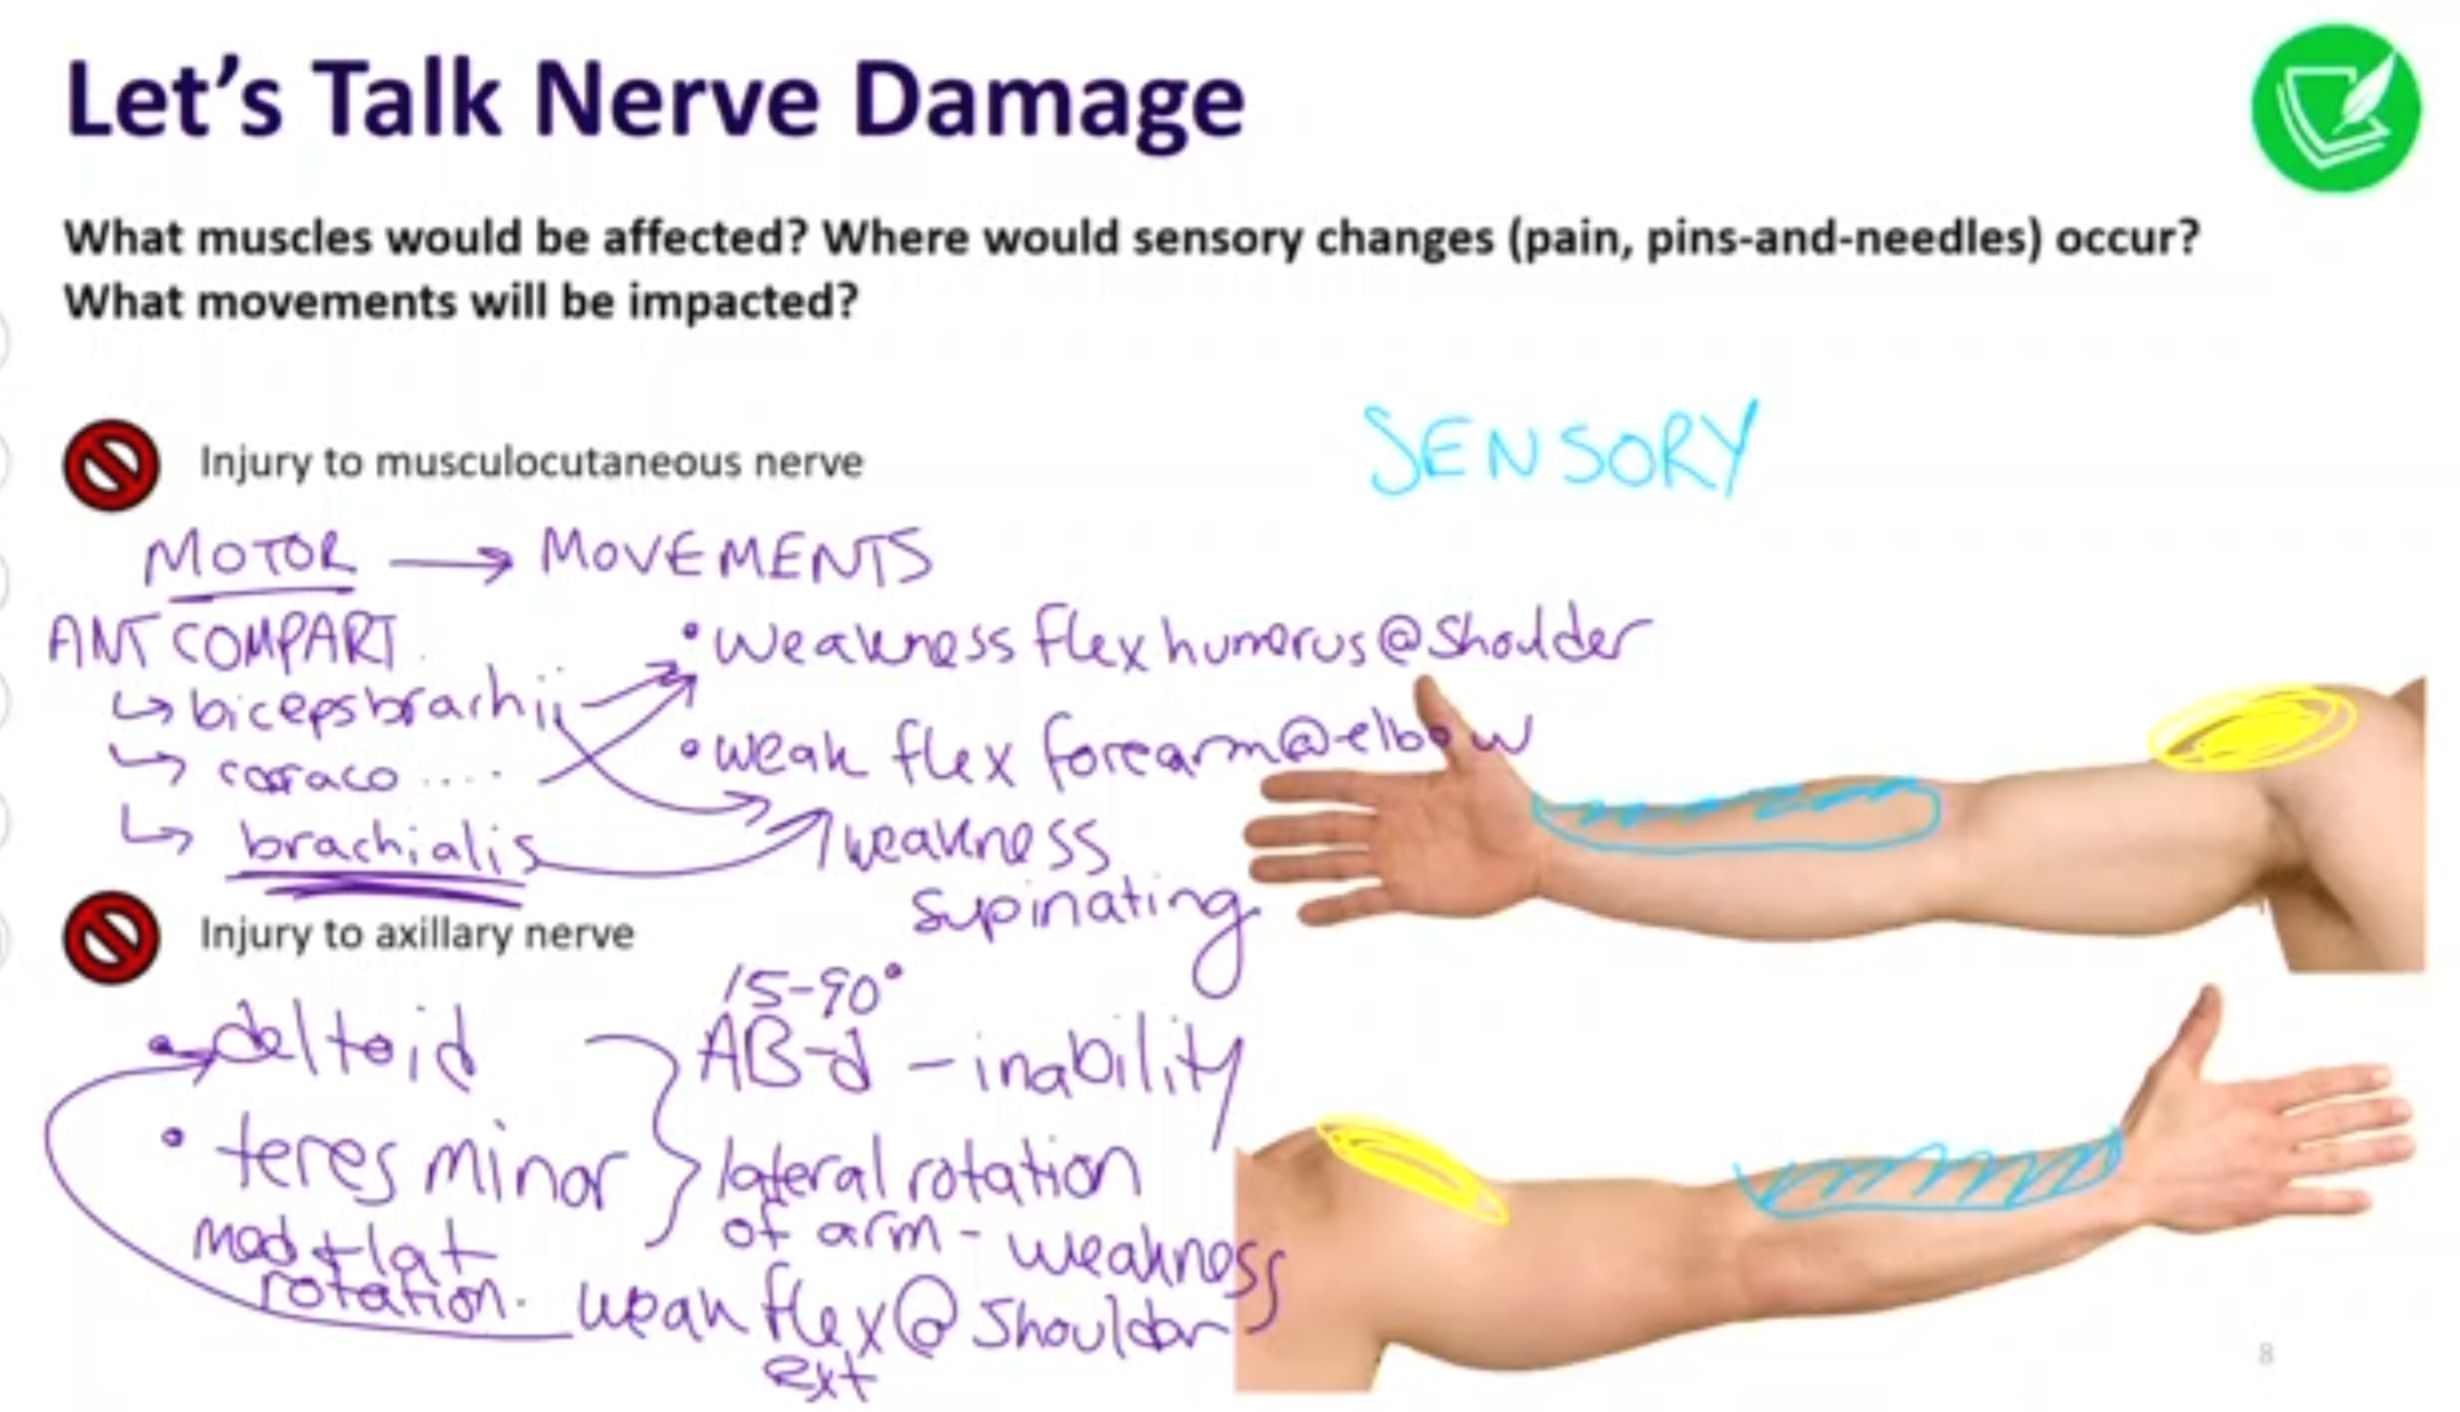 Let's Talk Nerve Damage
What muscles would be affected? Where would sensory changes (pain, pins-and-needles) occur?
What movements will be impacted?
SENSORY
Injury to musculocutaneous nerve
MOTOR → MOVEMENTS
ANT COMPART
↳ biceps brachii
↳ coraco ....
↳ brachialis
• Weakness flex humerus @ Shoulder
• weak flex forearm @ elbow
weakness
supinating
Injury to axillary nerve
• deltoid
• teres minor
med + lat
rotation.
15-90°
AB-d - inability
lateral rotation
of arm - weakness
weak flex @ Shoulder
ext
8